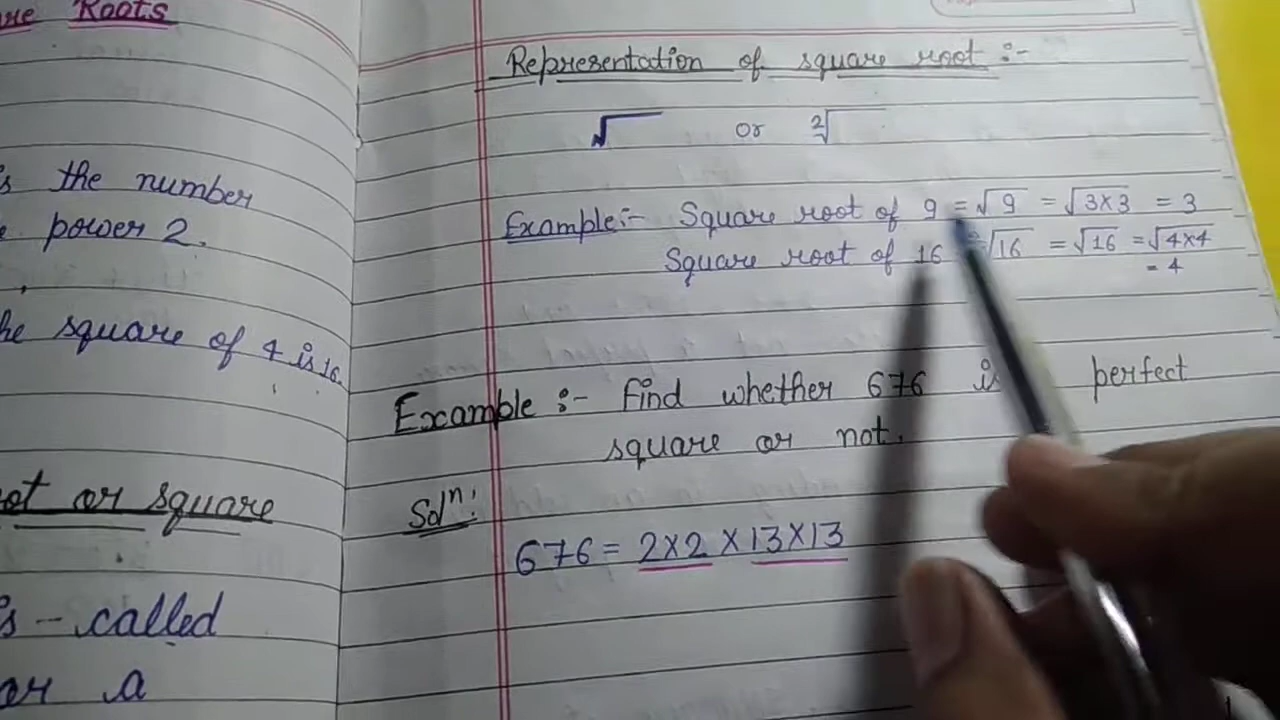 Roots
the number
power 2.
square of 4 is 16.
or square
called
or a
Representation of square root :-
√ or ²√
Example:- Square root of 9 = √9 = √3×3 = 3
Square root of 16 = ²√16 = √16 = √4×4
= 4
Example :- Find whether 676 is perfect
square or not.
Solⁿ:
676 = 2×2 × 13×13